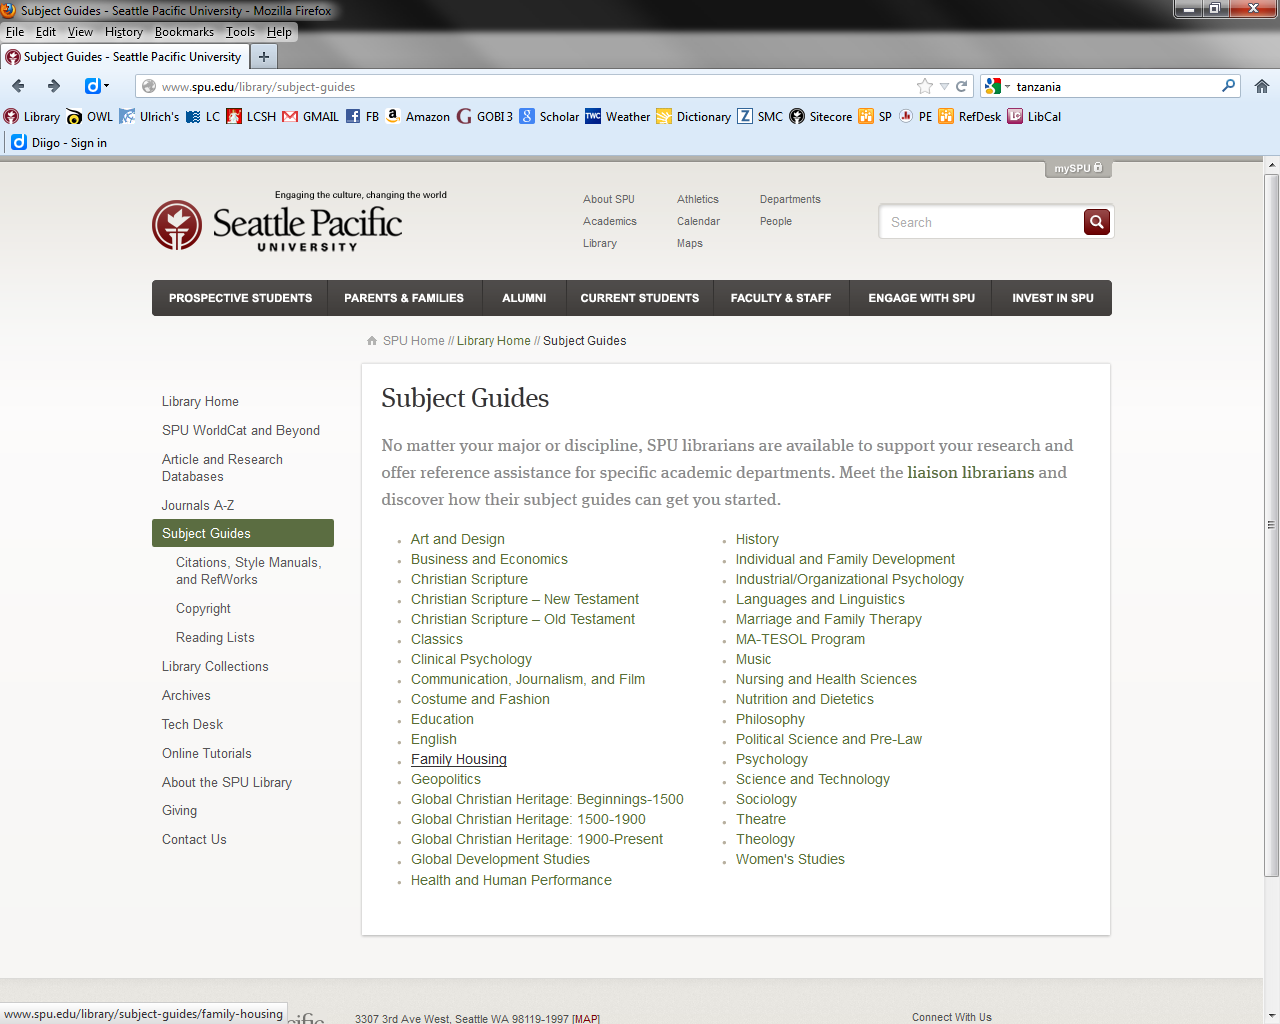 Subject Guides - Seattle Pacific University - Mozilla Firefox
File Edit View History Bookmarks Tools Help
Subject Guides - Seattle Pacific University
www.spu.edu/library/subject-guides
tanzania
Library OWL Ulrich's LC LCSH GMAIL FB Amazon GOBI 3 Scholar Weather Dictionary SMC Sitecore SP PE RefDesk LibCal
Diigo - Sign in
mySPU
Engaging the culture, changing the world
Seattle Pacific
UNIVERSITY
About SPU Athletics Departments
Academics Calendar People
Library Maps
Search
PROSPECTIVE STUDENTS PARENTS & FAMILIES ALUMNI CURRENT STUDENTS FACULTY & STAFF ENGAGE WITH SPU INVEST IN SPU
SPU Home // Library Home // Subject Guides
Library Home
SPU WorldCat and Beyond
Article and Research
Databases
Journals A-Z
Subject Guides
Citations, Style Manuals,
and RefWorks
Copyright
Reading Lists
Library Collections
Archives
Tech Desk
Online Tutorials
About the SPU Library
Giving
Contact Us
Subject Guides
No matter your major or discipline, SPU librarians are available to support your research and
offer reference assistance for specific academic departments. Meet the liaison librarians and
discover how their subject guides can get you started.
Art and Design
Business and Economics
Christian Scripture
Christian Scripture – New Testament
Christian Scripture – Old Testament
Classics
Clinical Psychology
Communication, Journalism, and Film
Costume and Fashion
Education
English
Family Housing
Geopolitics
Global Christian Heritage: Beginnings-1500
Global Christian Heritage: 1500-1900
Global Christian Heritage: 1900-Present
Global Development Studies
Health and Human Performance
History
Individual and Family Development
Industrial/Organizational Psychology
Languages and Linguistics
Marriage and Family Therapy
MA-TESOL Program
Music
Nursing and Health Sciences
Nutrition and Dietetics
Philosophy
Political Science and Pre-Law
Psychology
Science and Technology
Sociology
Theatre
Theology
Women's Studies
www.spu.edu/library/subject-guides/family-housing
3307 3rd Ave West, Seattle WA 98119-1997 [MAP]
Connect With Us